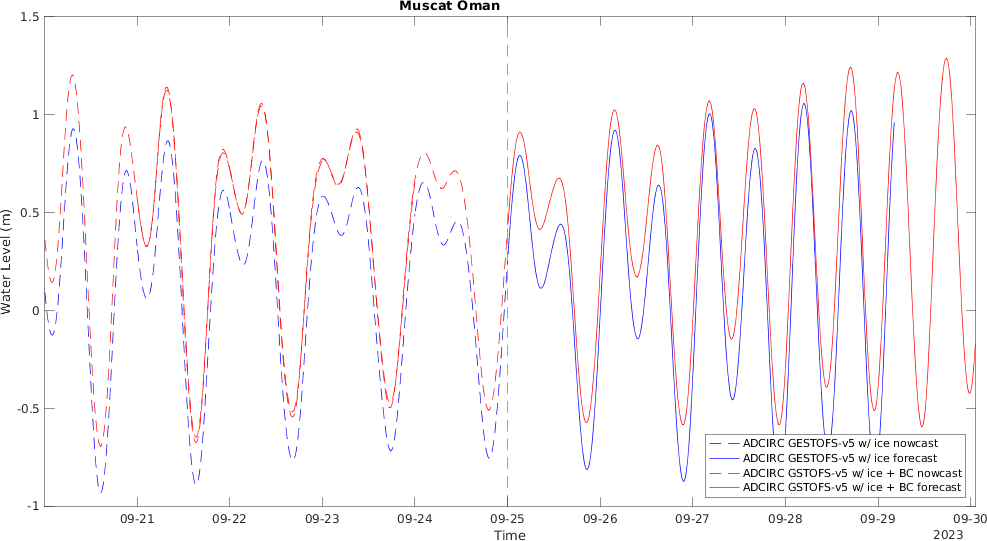 Muscat Oman
1.5
1
0.5
0
-0.5
-1
Water Level (m)
09-21 09-22 09-23 09-24 09-25 09-26 09-27 09-28 09-29 09-30
Time
2023
ADCIRC GESTOFS-v5 w/ ice nowcast
ADCIRC GESTOFS-v5 w/ ice forecast
ADCIRC GSTOFS-v5 w/ ice + BC nowcast
ADCIRC GSTOFS-v5 w/ ice + BC forecast